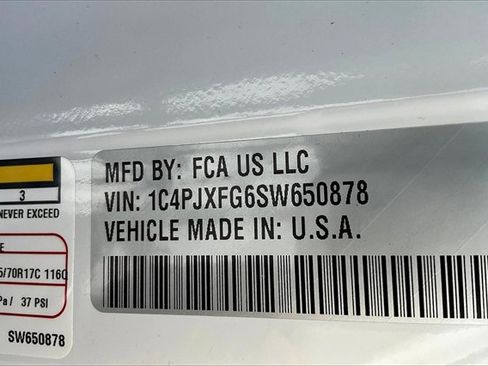 MFD BY: FCA US LLC
VIN: 1C4PJXFG6SW650878
VEHICLE MADE IN: U.S.A.
3
NEVER EXCEED
E
5/70R17C 116Q
Pa/ 37 PSI
SW650878